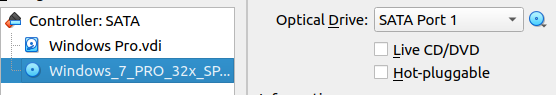 Controller: SATA
Windows Pro.vdi
Windows_7_PRO_32x_SP...
Optical Drive: SATA Port 1
Live CD/DVD
Hot-pluggable